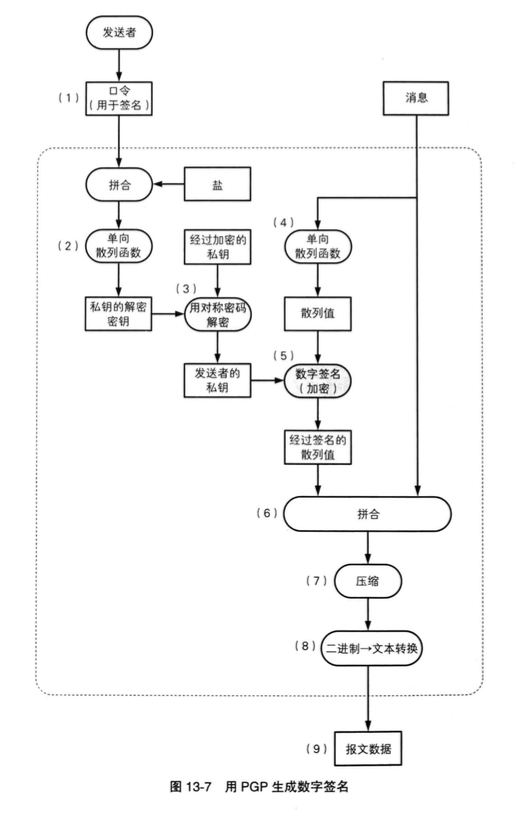 发送者
(1)
口令
(用于签名)
消息
拼合
盐
(2)
单向
散列函数
经过加密的
私钥
(4)
单向
散列函数
私钥的解密
密钥
(3)
用对称密码
解密
散列值
发送者的
私钥
(5)
数字签名
(加密)
经过签名的
散列值
(6)
拼合
(7)
压缩
(8)
二进制→文本转换
(9)
报文数据
图 13-7 用 PGP 生成数字签名